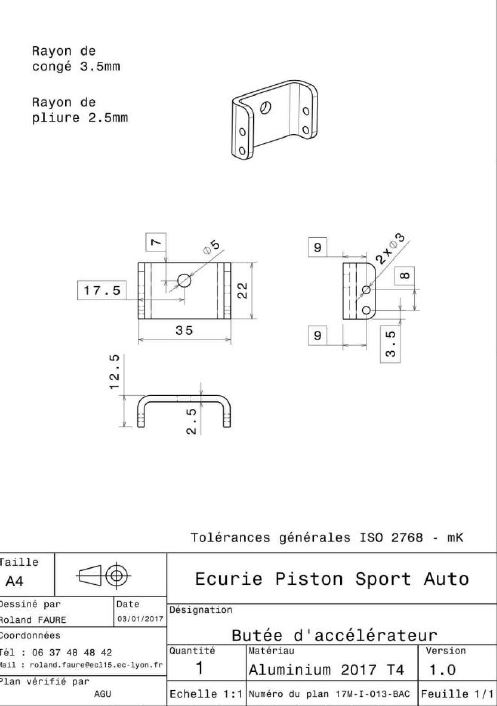 Rayon de
congé 3.5mm
Rayon de
pliure 2.5mm
7
∅5
17.5
22
35
9
2x∅3
8
9
3.5
12.5
2.5
Tolérances générales ISO 2768 - mK
Taille
A4
Ecurie Piston Sport Auto
Dessiné par
Roland FAURE
Date
03/01/2017
Désignation
Butée d'accélérateur
Coordonnées
Tél : 06 37 48 48 42
Mail : roland.faure@ecl15.ec-lyon.fr
Quantité
1
Matériau
Aluminium 2017 T4
Version
1.0
Plan vérifié par
AGU
Echelle 1:1
Numéro du plan 17M-I-013-BAC
Feuille 1/1